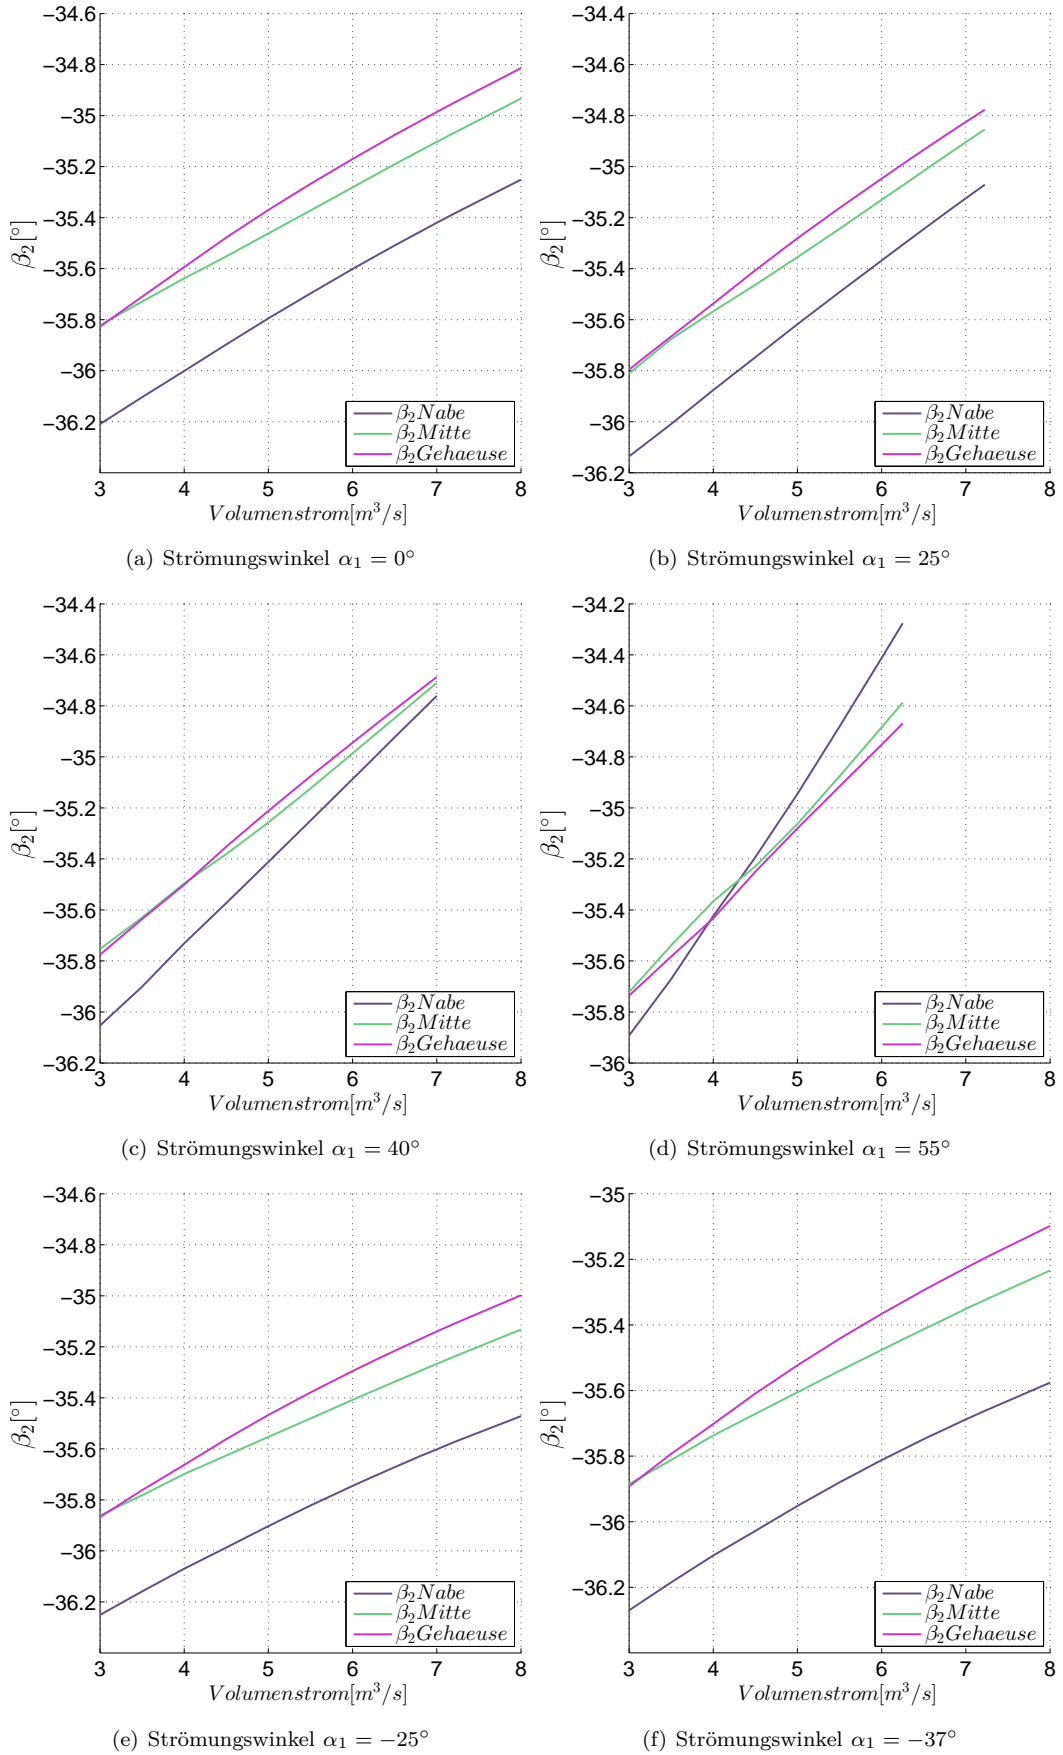 −34.6
−34.8
−35
−35.2
−35.4
−35.6
−35.8
−36
−36.2
β₂[°]
3 4 5 6 7 8
Volumenstrom[m³/s]
β₂Nabe
β₂Mitte
β₂Gehaeuse
(a) Strömungswinkel α₁ = 0°
−34.4
−34.6
−34.8
−35
−35.2
−35.4
−35.6
−35.8
−36
−36.2
β₂[°]
3 4 5 6 7 8
Volumenstrom[m³/s]
β₂Nabe
β₂Mitte
β₂Gehaeuse
(b) Strömungswinkel α₁ = 25°
−34.4
−34.6
−34.8
−35
−35.2
−35.4
−35.6
−35.8
−36
−36.2
β₂[°]
3 4 5 6 7 8
Volumenstrom[m³/s]
β₂Nabe
β₂Mitte
β₂Gehaeuse
(c) Strömungswinkel α₁ = 40°
−34.2
−34.4
−34.6
−34.8
−35
−35.2
−35.4
−35.6
−35.8
−36
β₂[°]
3 4 5 6 7 8
Volumenstrom[m³/s]
β₂Nabe
β₂Mitte
β₂Gehaeuse
(d) Strömungswinkel α₁ = 55°
−34.6
−34.8
−35
−35.2
−35.4
−35.6
−35.8
−36
−36.2
β₂[°]
3 4 5 6 7 8
Volumenstrom[m³/s]
β₂Nabe
β₂Mitte
β₂Gehaeuse
(e) Strömungswinkel α₁ = −25°
−35
−35.2
−35.4
−35.6
−35.8
−36
−36.2
β₂[°]
3 4 5 6 7 8
Volumenstrom[m³/s]
β₂Nabe
β₂Mitte
β₂Gehaeuse
(f) Strömungswinkel α₁ = −37°